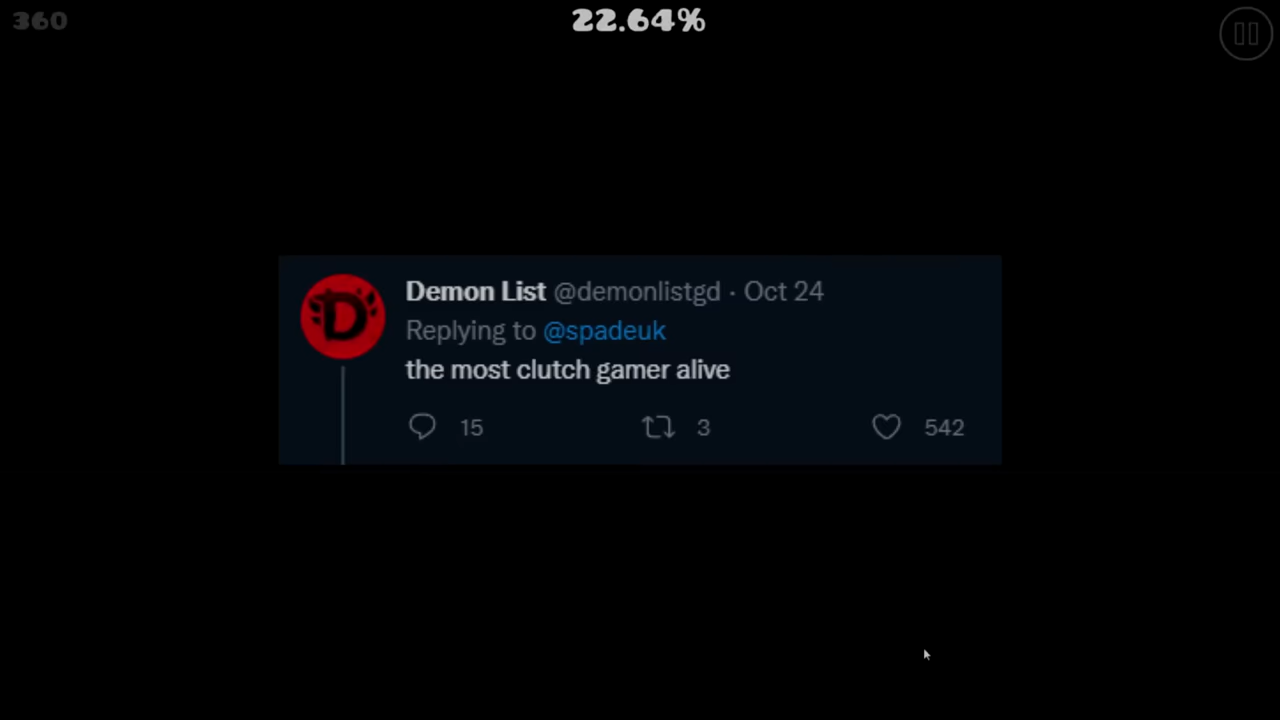 360
22.64%
D
Demon List @demonlistgd · Oct 24
Replying to @spadeuk
the most clutch gamer alive
15 3 542